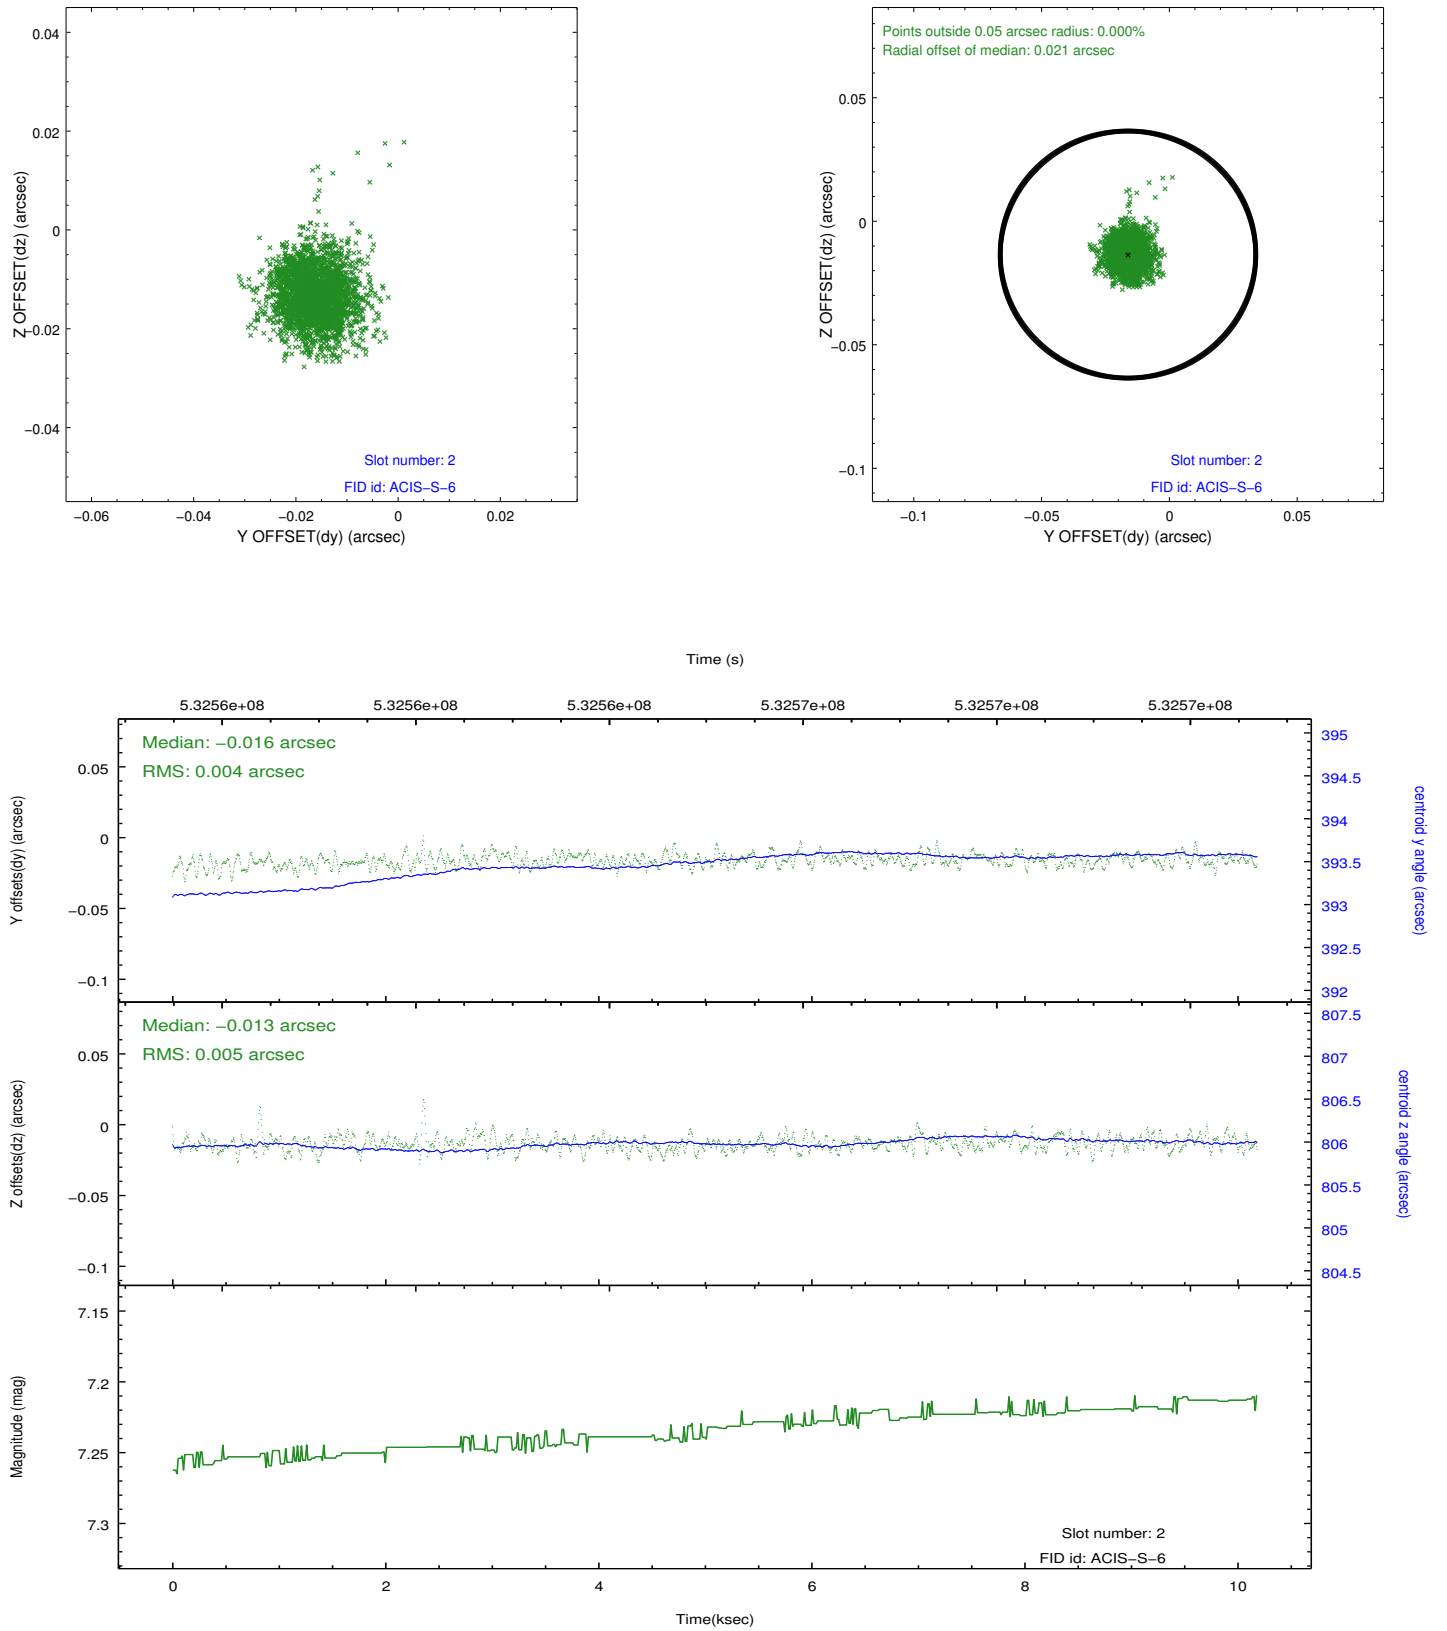 0.04
0.02
0
−0.02
−0.04
Z OFFSET(dz) (arcsec)
Slot number: 2
FID id: ACIS−S−6
−0.06
−0.04
−0.02
0
0.02
Y OFFSET(dy) (arcsec)
Points outside 0.05 arcsec radius: 0.000%
Radial offset of median: 0.021 arcsec
0.05
0
−0.05
−0.1
Z OFFSET(dz) (arcsec)
Slot number: 2
FID id: ACIS−S−6
−0.1
−0.05
0
0.05
Y OFFSET(dy) (arcsec)
Time (s)
5.3256e+08
5.3256e+08
5.3256e+08
5.3257e+08
5.3257e+08
5.3257e+08
Median: −0.016 arcsec
RMS: 0.004 arcsec
0.05
0
−0.05
−0.1
Y offsets(dy) (arcsec)
395
394.5
394
393.5
393
392.5
392
centroid y angle (arcsec)
Median: −0.013 arcsec
RMS: 0.005 arcsec
0.05
0
−0.05
−0.1
Z offsets(dz) (arcsec)
807.5
807
806.5
806
805.5
805
804.5
centroid z angle (arcsec)
7.15
7.2
7.25
7.3
Magnitude (mag)
Slot number: 2
FID id: ACIS−S−6
0
2
4
6
8
10
Time(ksec)